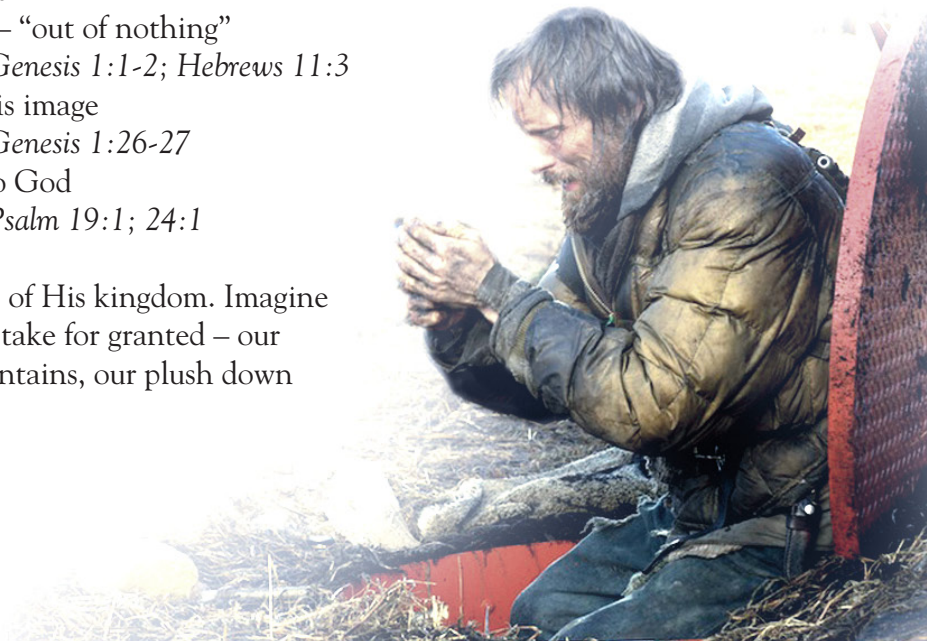 – “out of nothing”
Genesis 1:1-2; Hebrews 11:3
is image
Genesis 1:26-27
o God
Psalm 19:1; 24:1
of His kingdom. Imagine
take for granted – our
ntains, our plush down